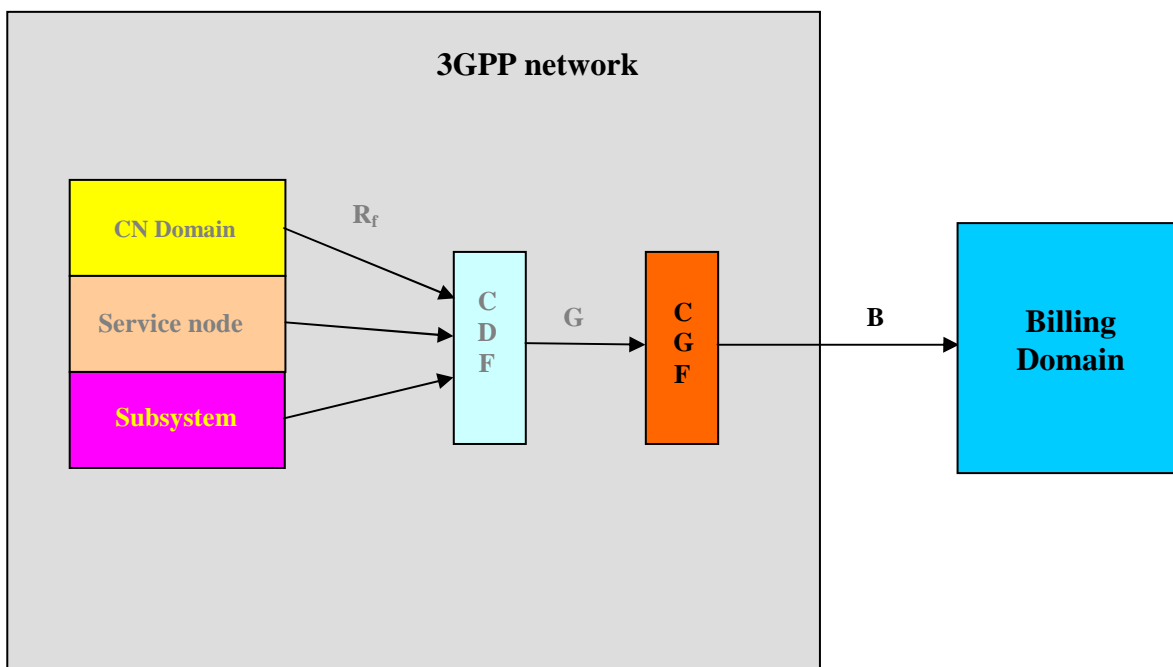 3GPP network
CN Domain
Service node
Subsystem
Rf
C
D
F
G
C
G
F
B
Billing
Domain